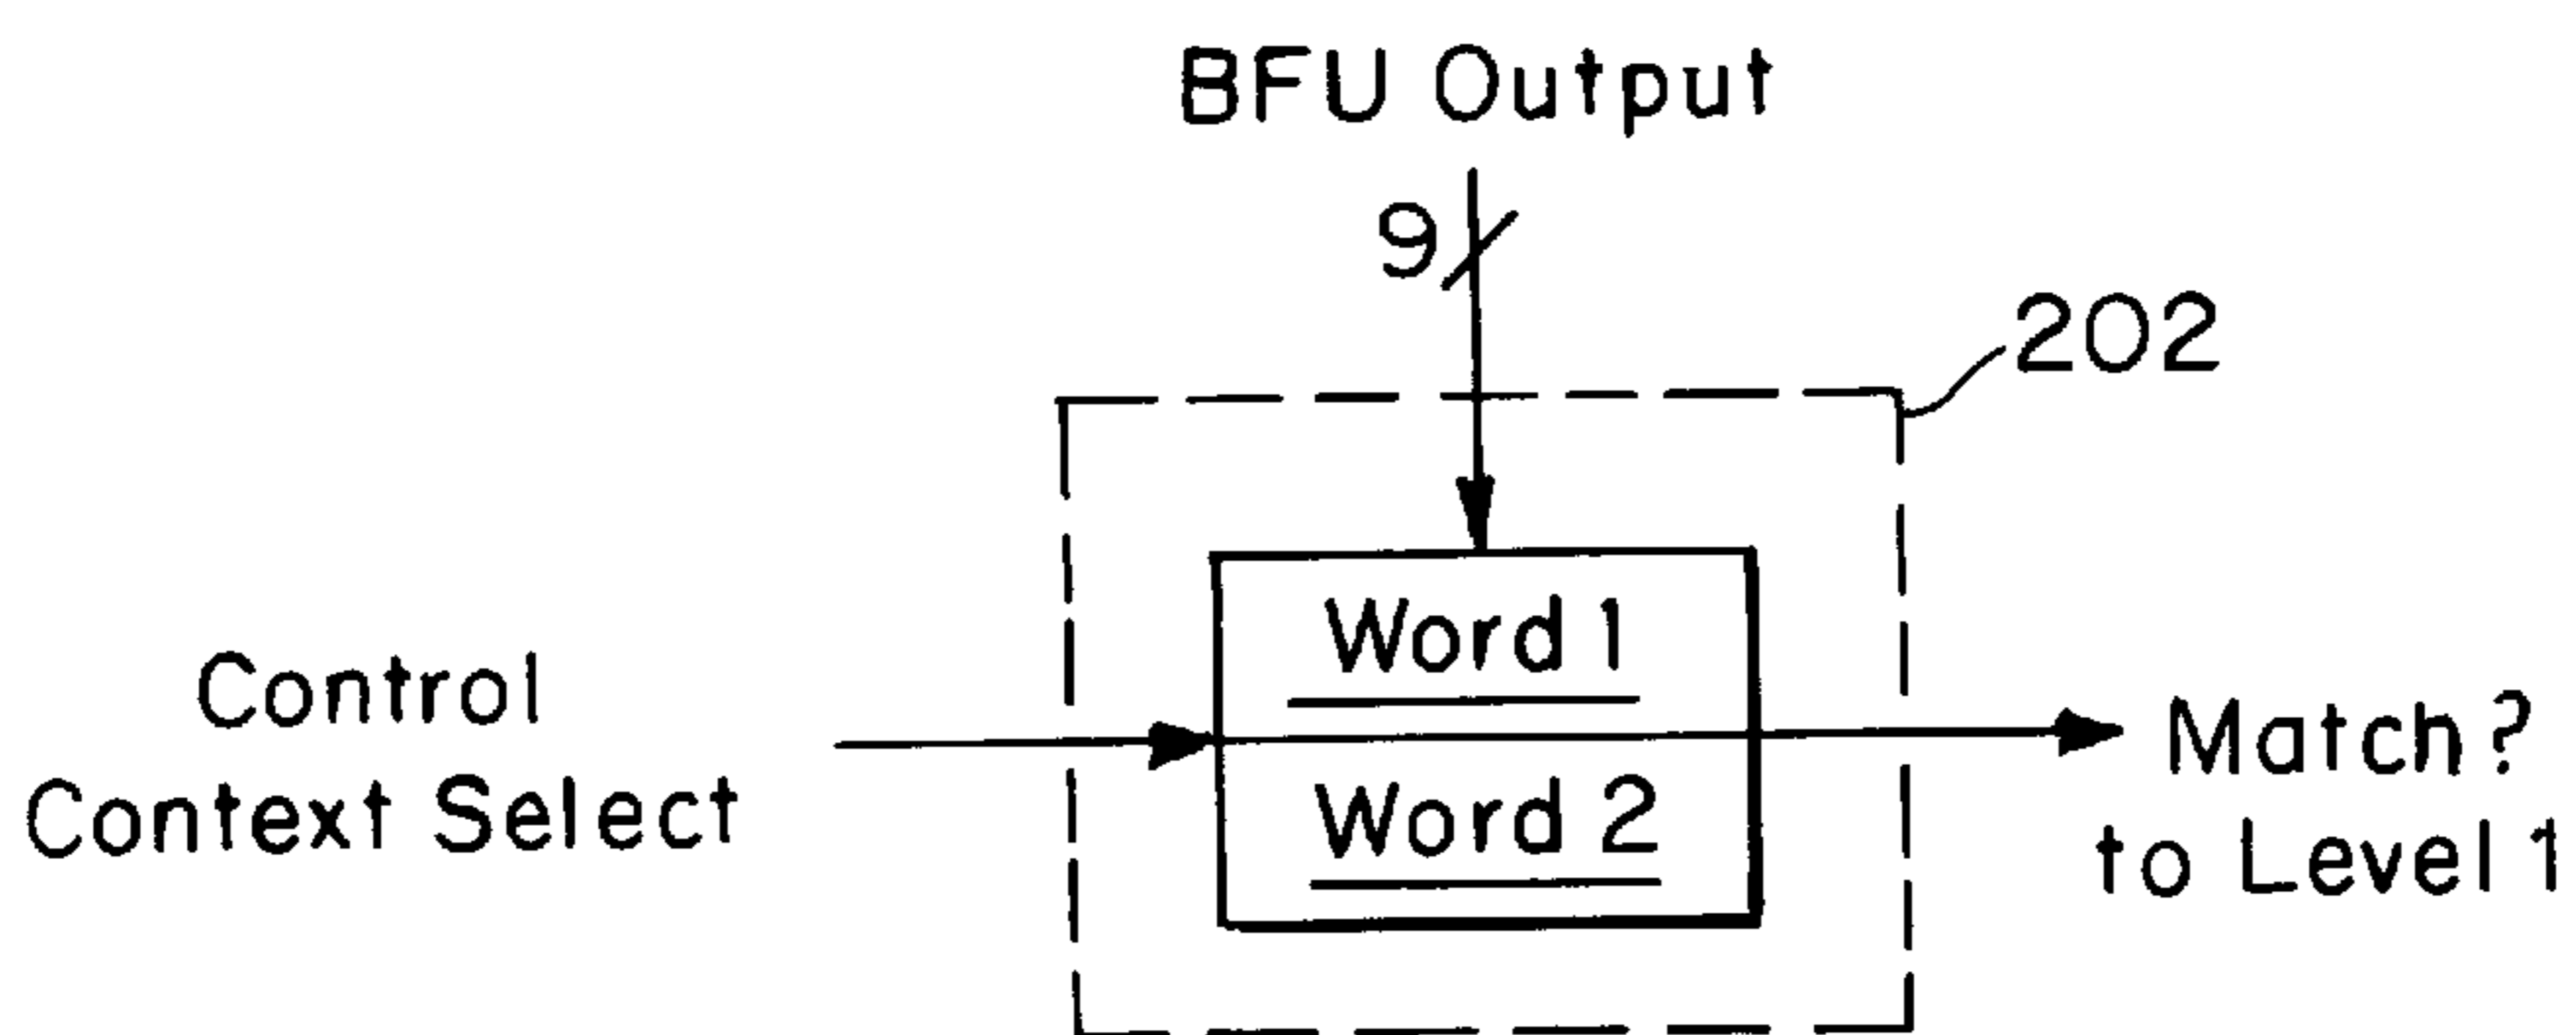 BFU Output
9
202
Word 1
Control
Context Select
Word 2
Match?
to Level 1